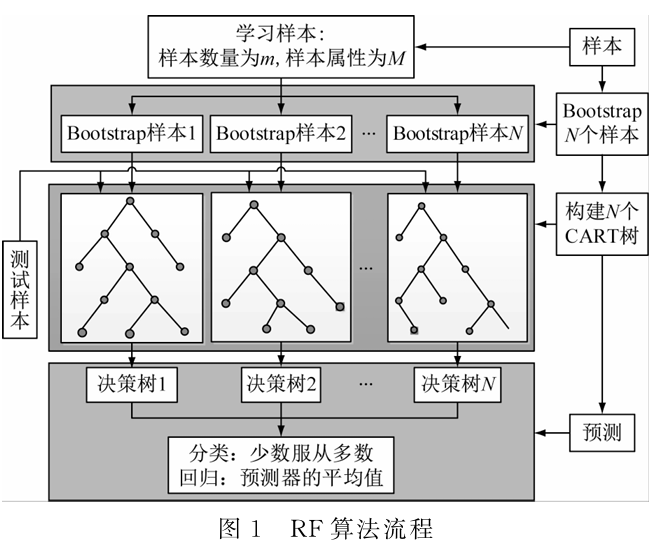 学习样本:
样本数量为m, 样本属性为M
样本
Bootstrap样本1
Bootstrap样本2
...
Bootstrap样本N
Bootstrap
N个样本
测试样本
...
构建N个
CART树
决策树1
决策树2
...
决策树N
预测
分类：少数服从多数
回归：预测器的平均值
图 1 RF 算法流程